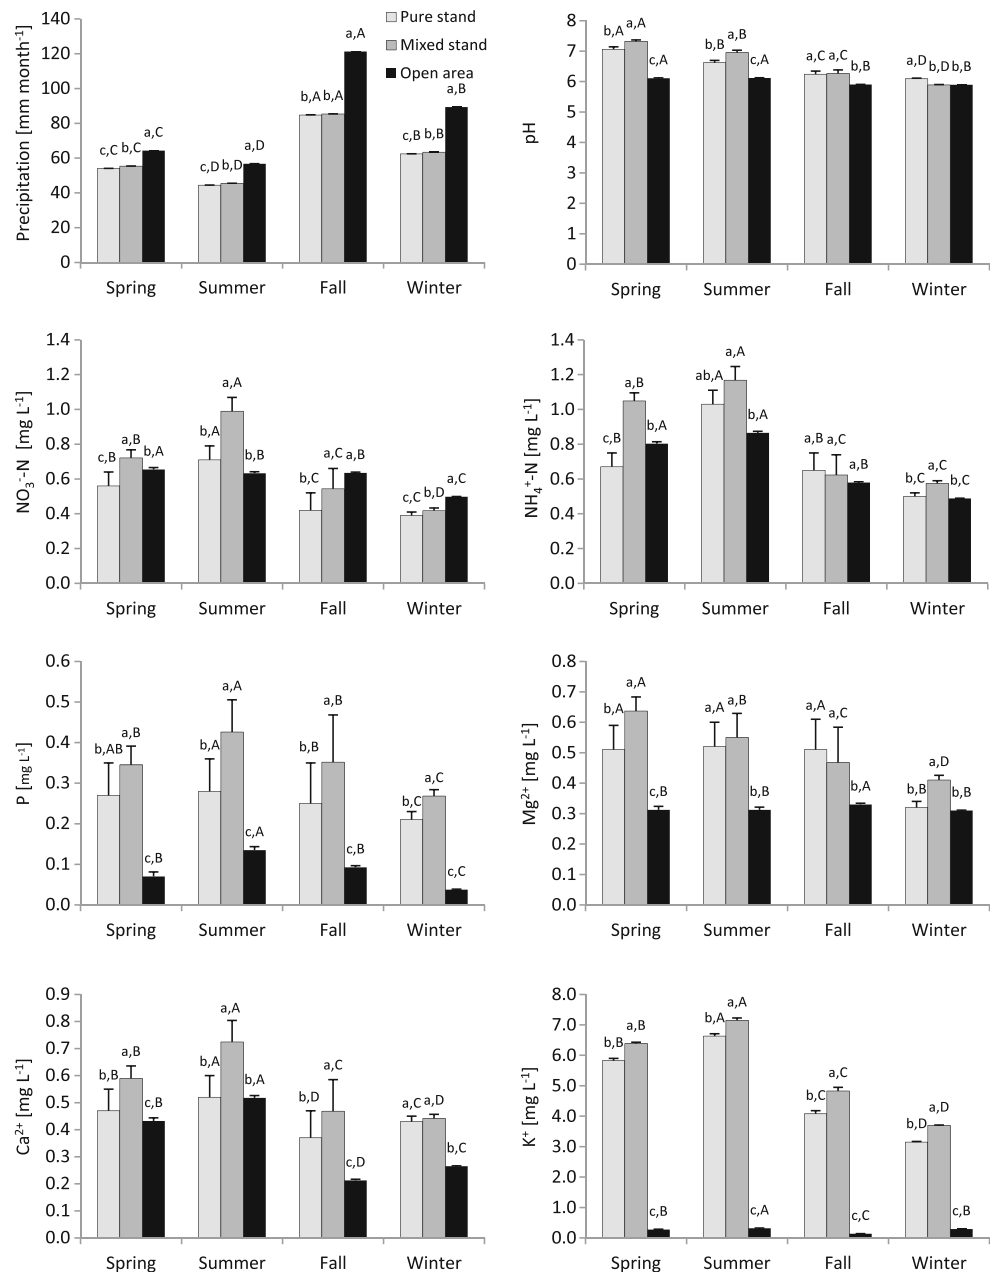 Precipitation [mm month-1]
140
120
100
80
60
40
20
0
Pure stand
Mixed stand
Open area
c,C b,C a,C
c,D b,D a,D
b,A b,A a,A
c,B b,B a,B
Spring Summer Fall Winter
pH
8
7
6
5
4
3
2
1
0
b,A a,A c,A
b,B a,B c,A
a,C a,C b,B
a,D b,D b,B
Spring Summer Fall Winter
NO3--N [mg L-1]
1.4
1.2
1.0
0.8
0.6
0.4
0.2
0.0
c,B a,B b,A
b,A a,A b,B
b,C a,C a,B
c,C b,D a,C
Spring Summer Fall Winter
NH4+-N [mg L-1]
1.4
1.2
1.0
0.8
0.6
0.4
0.2
0.0
c,B a,B b,A
ab,A a,A b,A
a,B a,C a,B
b,C a,C b,C
Spring Summer Fall Winter
P [mg L-1]
0.6
0.5
0.4
0.3
0.2
0.1
0.0
b,AB a,B c,B
b,A a,A c,A
b,B a,B c,B
b,C a,C c,C
Spring Summer Fall Winter
Mg2+ [mg L-1]
0.8
0.7
0.6
0.5
0.4
0.3
0.2
0.1
0.0
b,A a,A c,B
a,A a,B b,B
a,A a,C b,A
b,B a,D b,B
Spring Summer Fall Winter
Ca2+ [mg L-1]
0.9
0.8
0.7
0.6
0.5
0.4
0.3
0.2
0.1
0.0
b,B a,B c,B
b,A a,A b,A
b,D a,C c,D
a,C a,D b,C
Spring Summer Fall Winter
K+ [mg L-1]
8.0
7.0
6.0
5.0
4.0
3.0
2.0
1.0
0.0
b,B a,B c,B
b,A a,A c,A
b,C a,C c,C
b,D a,D c,B
Spring Summer Fall Winter